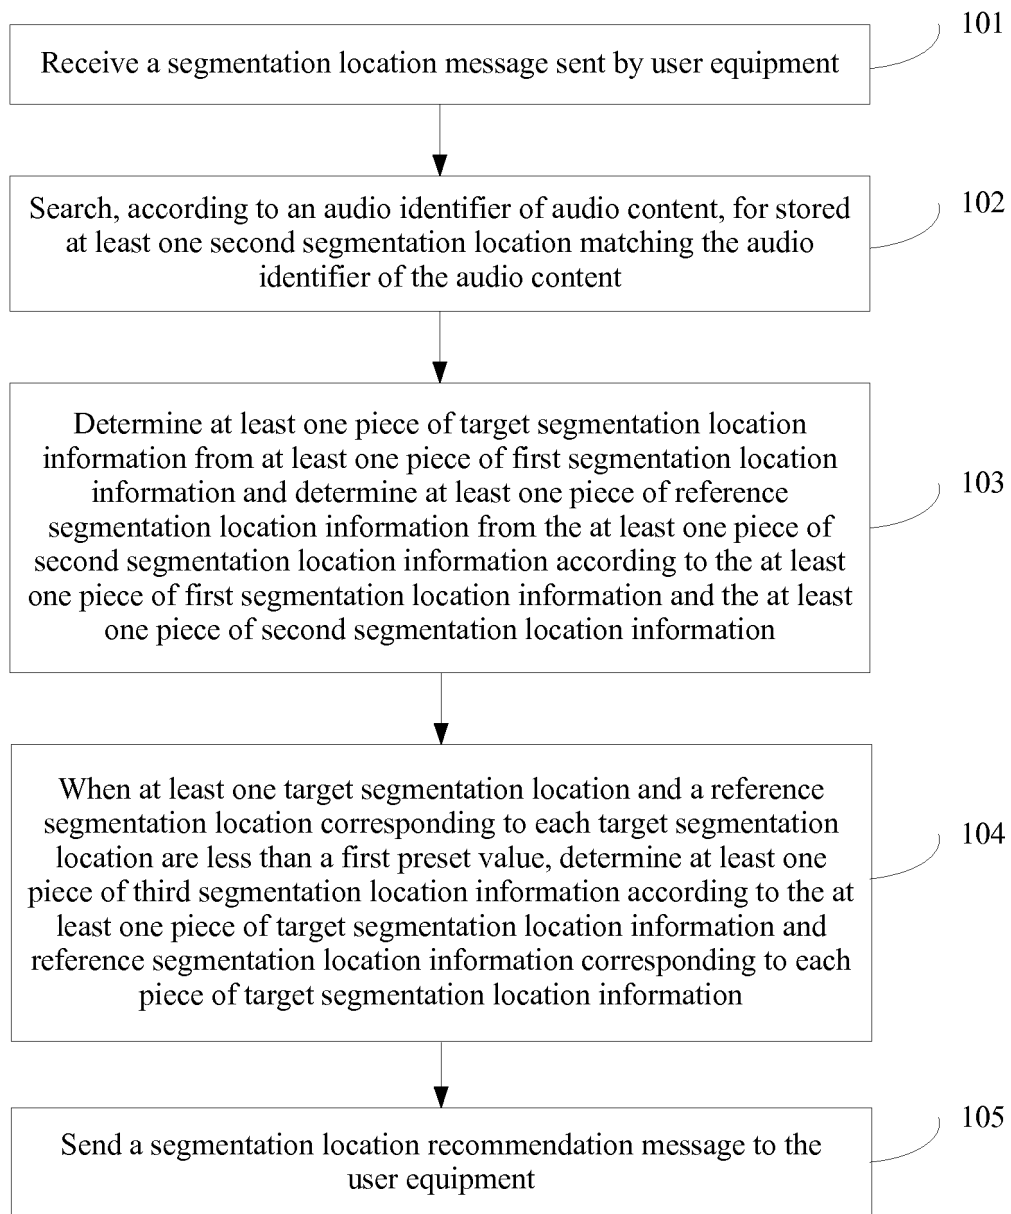 101
Receive a segmentation location message sent by user equipment
102
Search, according to an audio identifier of audio content, for stored
at least one second segmentation location matching the audio
identifier of the audio content
103
Determine at least one piece of target segmentation location
information from at least one piece of first segmentation location
information and determine at least one piece of reference
segmentation location information from the at least one piece of
second segmentation location information according to the at least
one piece of first segmentation location information and the at least
one piece of second segmentation location information
104
When at least one target segmentation location and a reference
segmentation location corresponding to each target segmentation
location are less than a first preset value, determine at least one
piece of third segmentation location information according to the at
least one piece of target segmentation location information and
reference segmentation location information corresponding to each
piece of target segmentation location information
105
Send a segmentation location recommendation message to the
user equipment